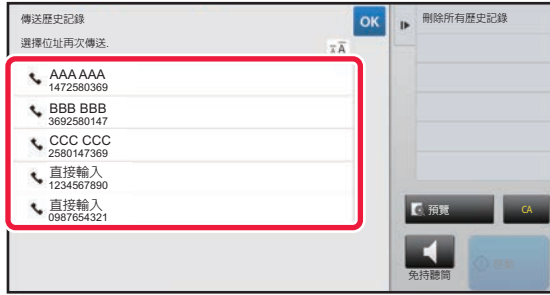 傳送歷史記錄
OK
刪除所有歷史記錄
選擇位址再次傳送.
AAA AAA
1472580369
BBB BBB
3692580147
CCC CCC
2580147369
直接輸入
1234567890
直接輸入
0987654321
預覽
CA
免持聽筒